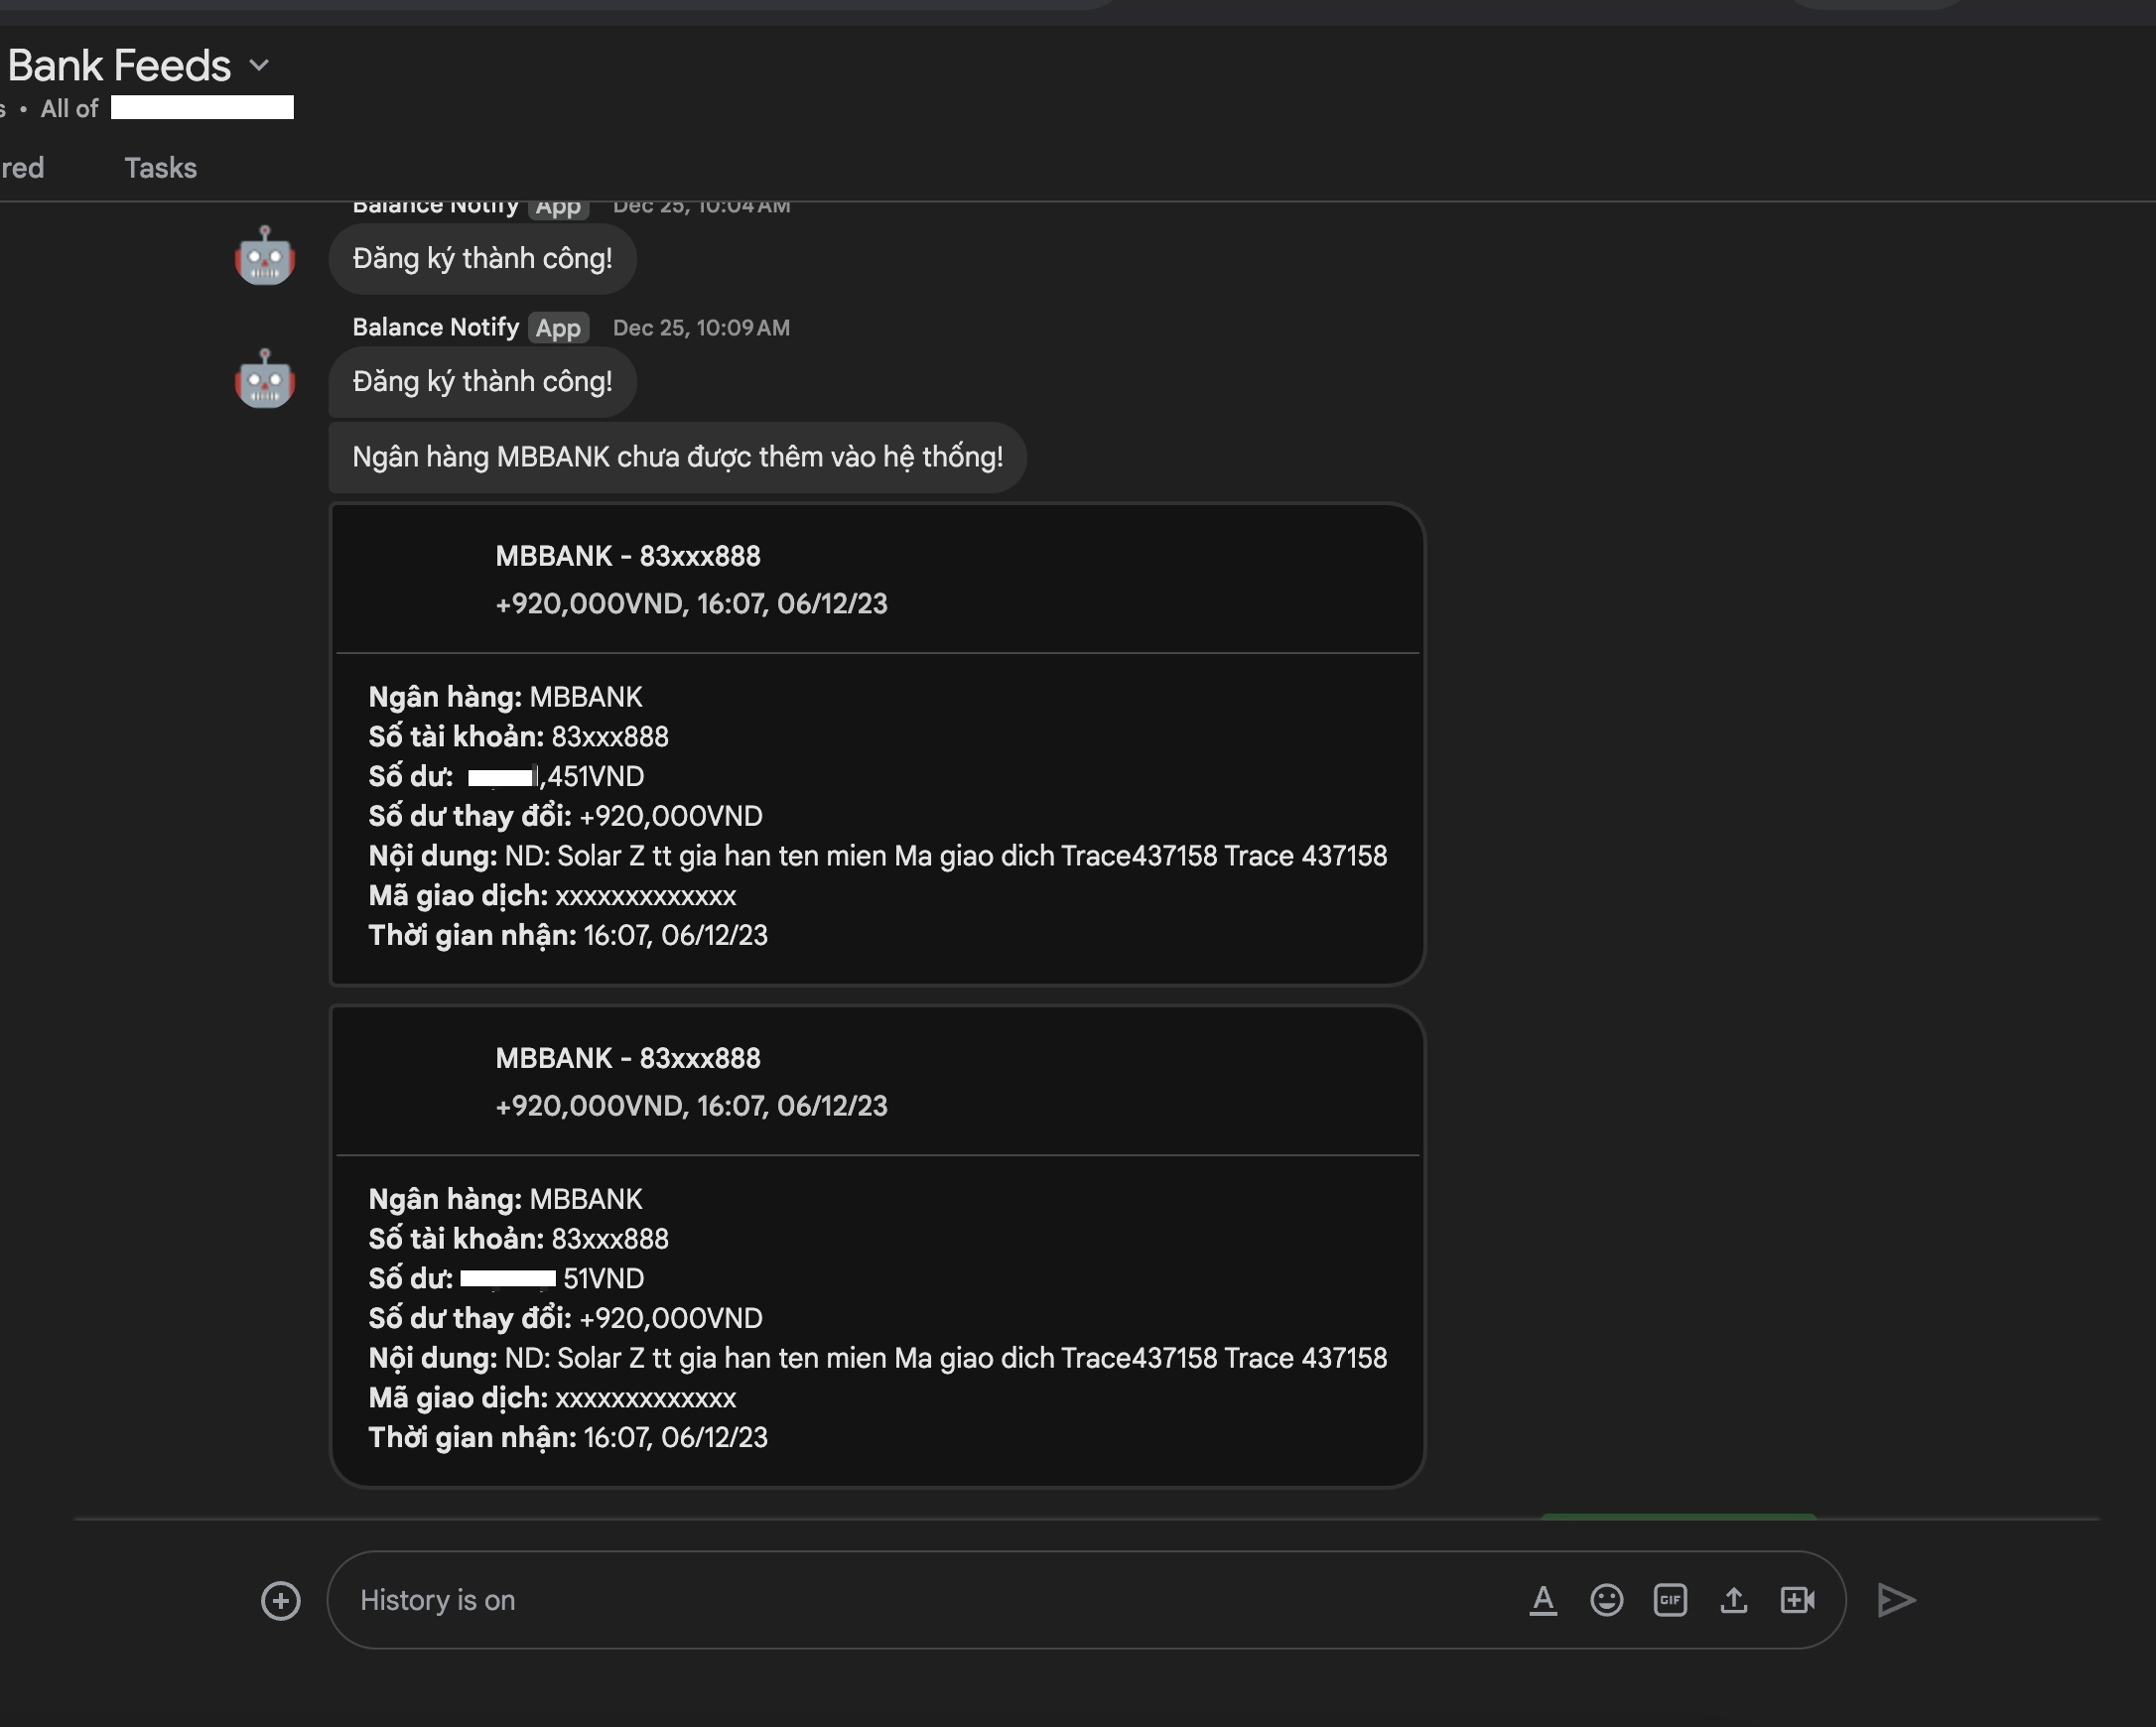 Bank Feeds
s • All of
red Tasks
Balance Notify App Dec 25, 10:04 AM
Đăng ký thành công!
Balance Notify App Dec 25, 10:09 AM
Đăng ký thành công!
Ngân hàng MBBANK chưa được thêm vào hệ thống!
MBBANK - 83xxx888
+920,000VND, 16:07, 06/12/23
Ngân hàng: MBBANK
Số tài khoản: 83xxx888
Số dư: ,451VND
Số dư thay đổi: +920,000VND
Nội dung: ND: Solar Z tt gia han ten mien Ma giao dich Trace437158 Trace 437158
Mã giao dịch: xxxxxxxxxxxxx
Thời gian nhận: 16:07, 06/12/23
MBBANK - 83xxx888
+920,000VND, 16:07, 06/12/23
Ngân hàng: MBBANK
Số tài khoản: 83xxx888
Số dư: 51VND
Số dư thay đổi: +920,000VND
Nội dung: ND: Solar Z tt gia han ten mien Ma giao dich Trace437158 Trace 437158
Mã giao dịch: xxxxxxxxxxxxx
Thời gian nhận: 16:07, 06/12/23
History is on A GIF